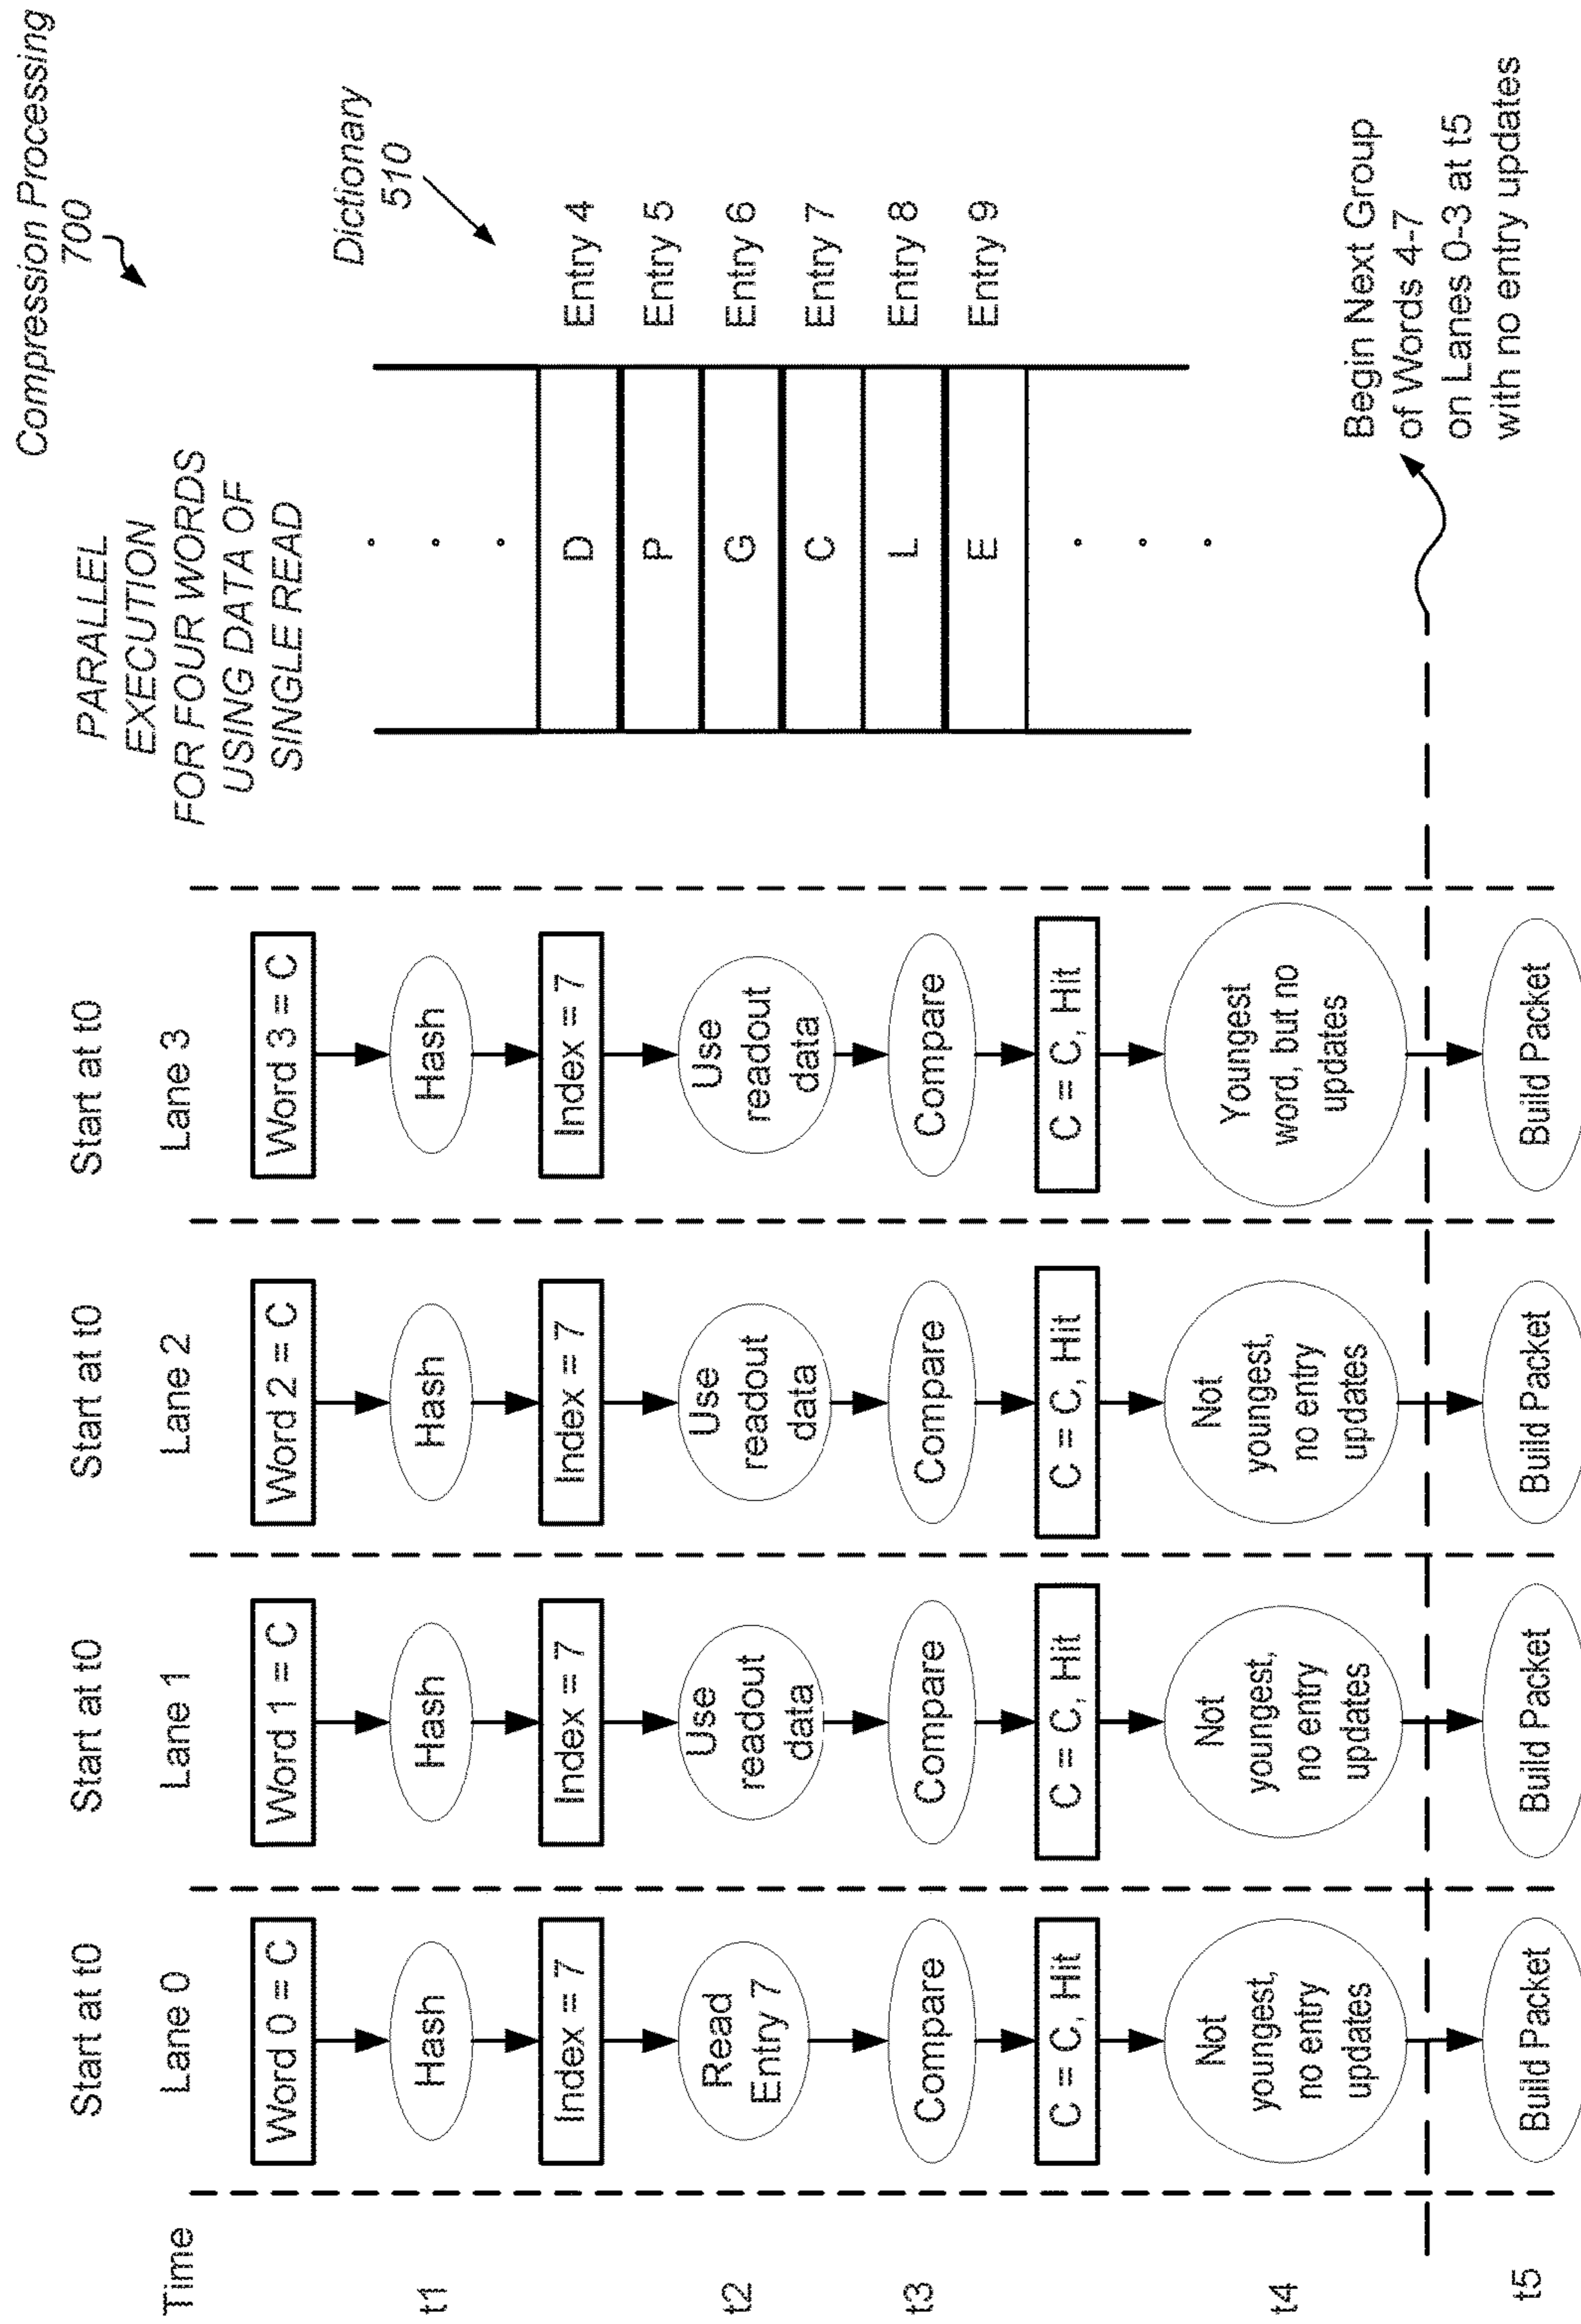 Compression Processing
700
PARALLEL
EXECUTION
FOR FOUR WORDS
USING DATA OF
SINGLE READ
Dictionary
510
Start at t0
Start at t0
Start at t0
Start at t0
Time
Lane 0
Lane 1
Lane 2
Lane 3
Word 0 = C
Word 1 = C
Word 2 = C
Word 3 = C
t1
Hash
Hash
Hash
Hash
Index = 7
Index = 7
Index = 7
Index = 7
t2
Read
Entry 7
Use
readout
data
Use
readout
data
Use
readout
data
t3
Compare
Compare
Compare
Compare
C = C, Hit
C = C, Hit
C = C, Hit
C = C, Hit
t4
Not
youngest,
no entry
updates
Not
youngest,
no entry
updates
Not
youngest,
no entry
updates
Youngest
word, but no
updates
t5
Build Packet
Build Packet
Build Packet
Build Packet
D Entry 4
P Entry 5
G Entry 6
C Entry 7
L Entry 8
E Entry 9
Begin Next Group
of Words 4-7
on Lanes 0-3 at t5
with no entry updates